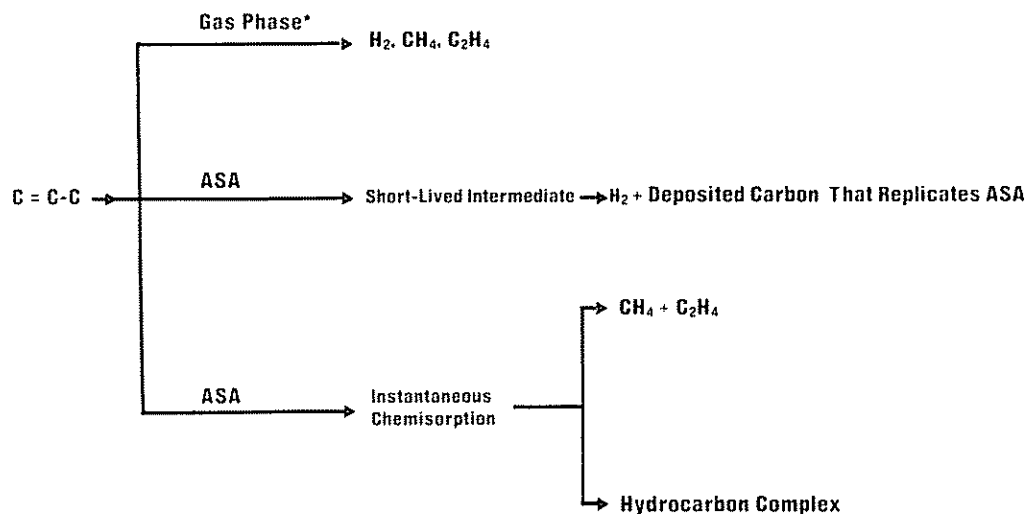 Gas Phase*
H₂, CH₄, C₂H₄
C = C-C
ASA
Short-Lived Intermediate
H₂ + Deposited Carbon That Replicates ASA
CH₄ + C₂H₄
ASA
Instantaneous
Chemisorption
Hydrocarbon Complex